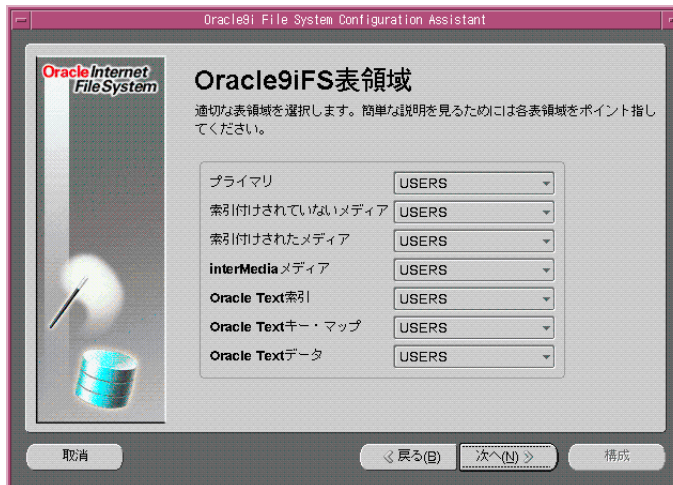 Oracle9i File System Configuration Assistant
Oracle Internet
File System
Oracle9iFS表領域
適切な表領域を選択します。簡単な説明を見るためには各表領域をポイント指し
てください。
プライマリ USERS
索引付けされていないメディア USERS
索引付けされたメディア USERS
interMediaメディア USERS
Oracle Text索引 USERS
Oracle Textキー・マップ USERS
Oracle Textデータ USERS
取消 戻る(B) 次へ(N) 構成